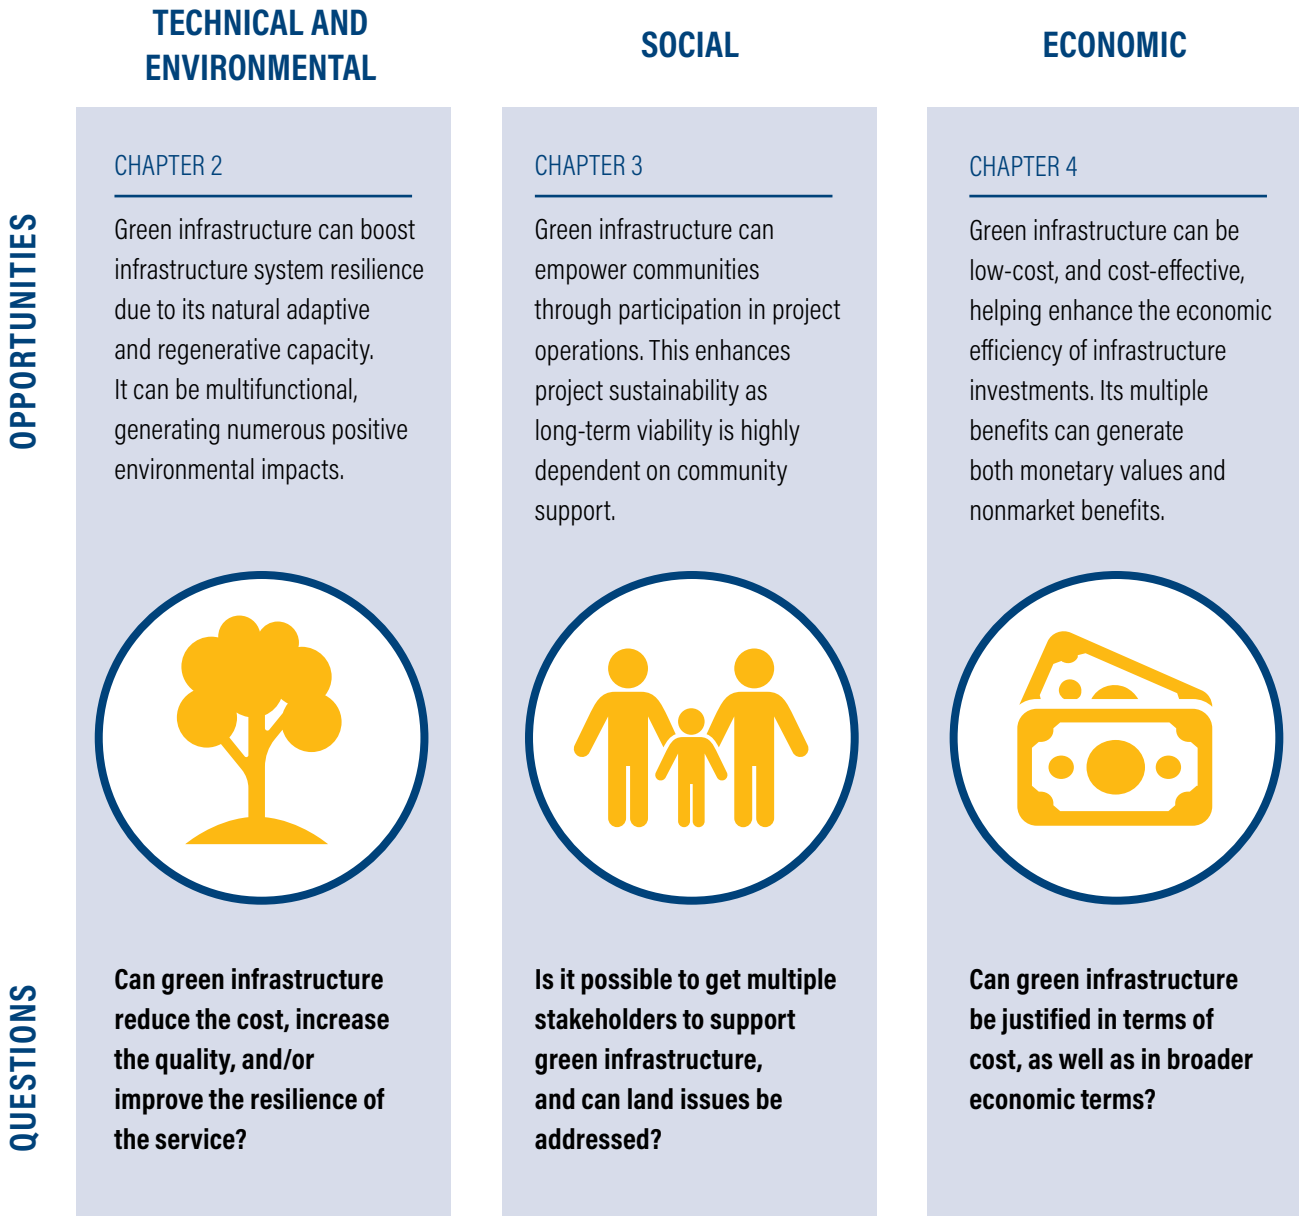 TECHNICAL AND
ENVIRONMENTAL
SOCIAL
ECONOMIC
OPPORTUNITIES
CHAPTER 2
Green infrastructure can boost
infrastructure system resilience
due to its natural adaptive
and regenerative capacity.
It can be multifunctional,
generating numerous positive
environmental impacts.
CHAPTER 3
Green infrastructure can
empower communities
through participation in project
operations. This enhances
project sustainability as
long-term viability is highly
dependent on community
support.
CHAPTER 4
Green infrastructure can be
low-cost, and cost-effective,
helping enhance the economic
efficiency of infrastructure
investments. Its multiple
benefits can generate
both monetary values and
nonmarket benefits.
QUESTIONS
Can green infrastructure
reduce the cost, increase
the quality, and/or
improve the resilience of
the service?
Is it possible to get multiple
stakeholders to support
green infrastructure,
and can land issues be
addressed?
Can green infrastructure
be justified in terms of
cost, as well as in broader
economic terms?